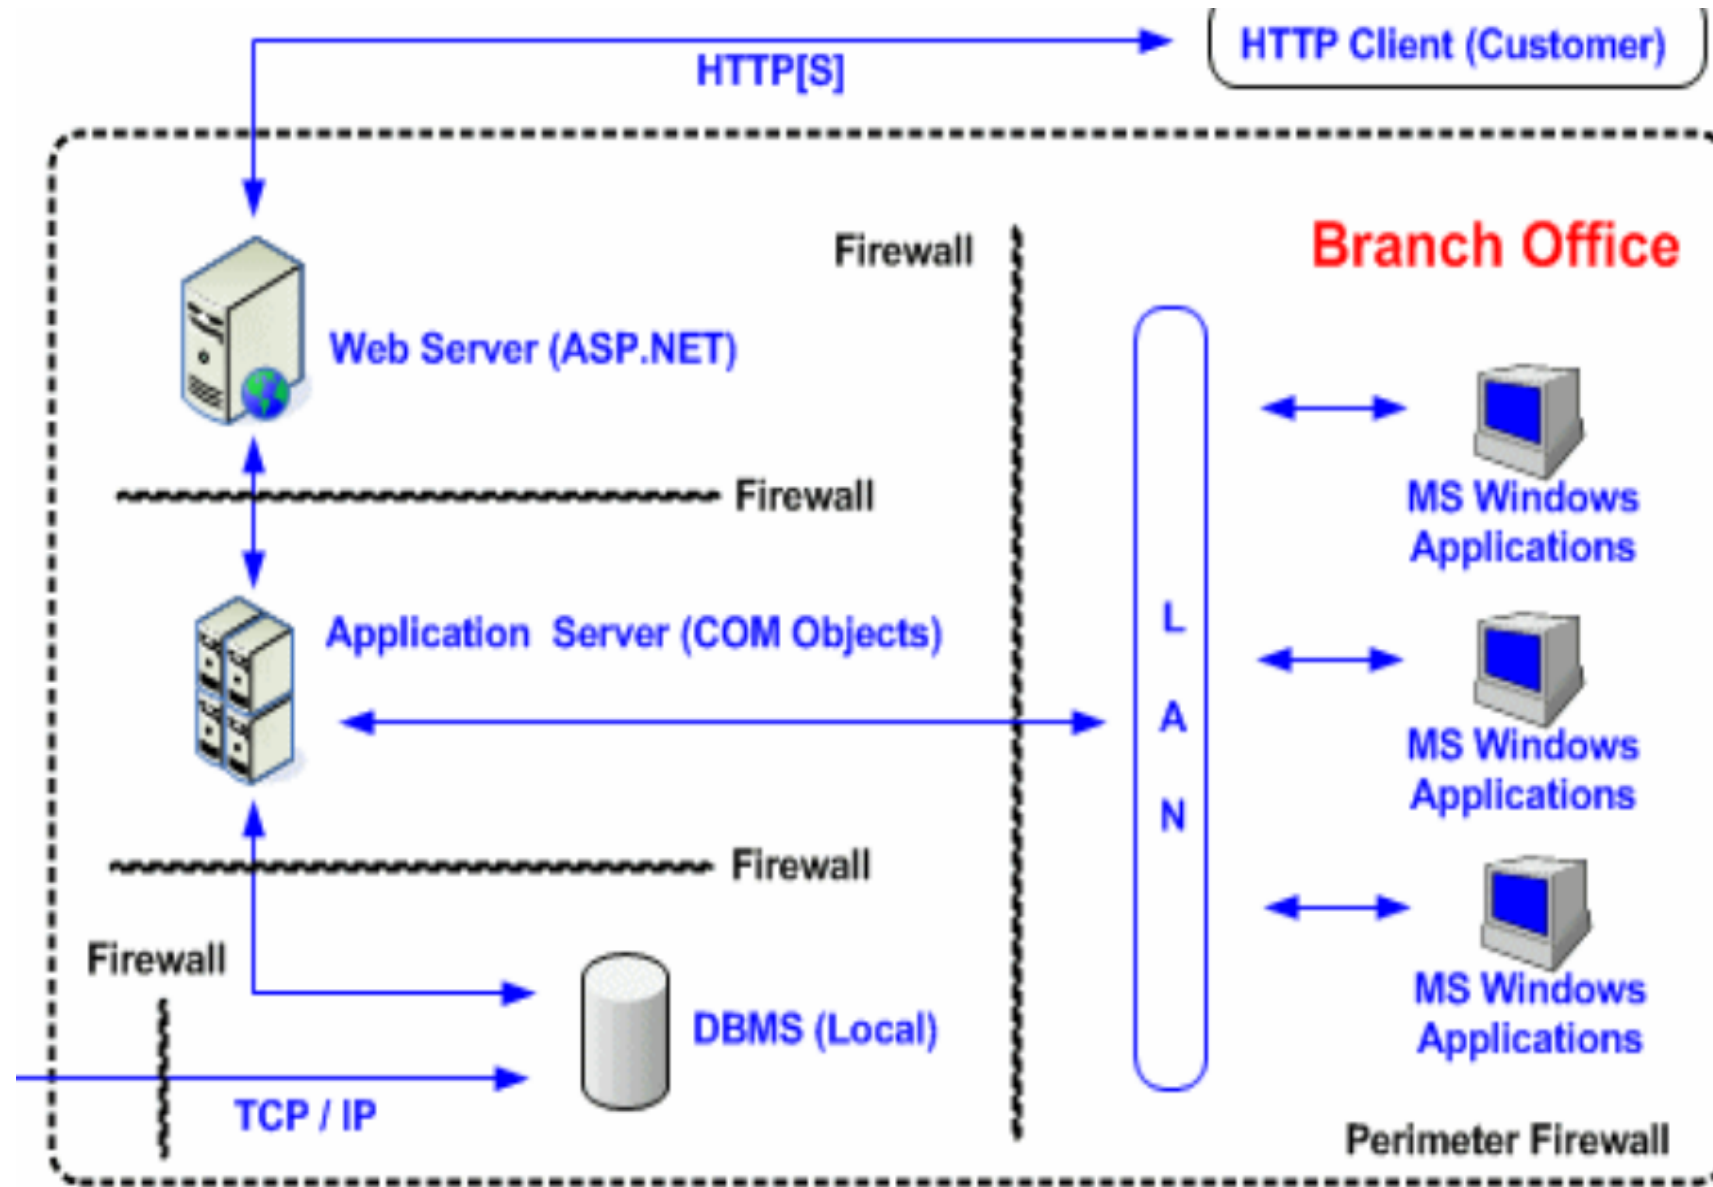 HTTP Client (Customer)
HTTP[S]
Firewall
Branch Office
Web Server (ASP.NET)
Firewall
MS Windows
Applications
Application Server (COM Objects)
L
A
N
MS Windows
Applications
Firewall
Firewall
DBMS (Local)
MS Windows
Applications
TCP / IP
Perimeter Firewall